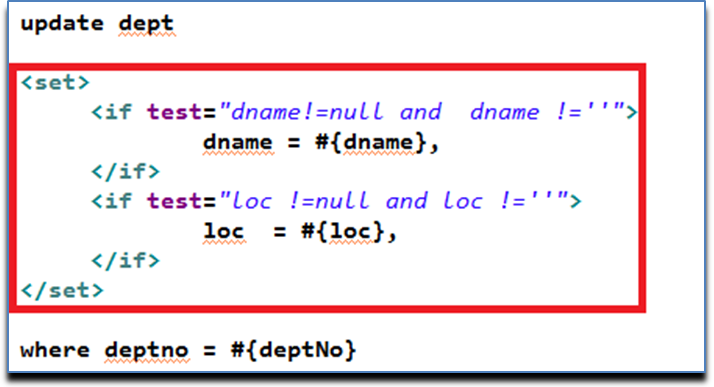 update dept
<set>
<if test="dname!=null and  dname !=''">
dname = #{dname},
</if>
<if test="loc !=null and loc !=''">
loc  = #{loc},
</if>
</set>
where deptno = #{deptNo}